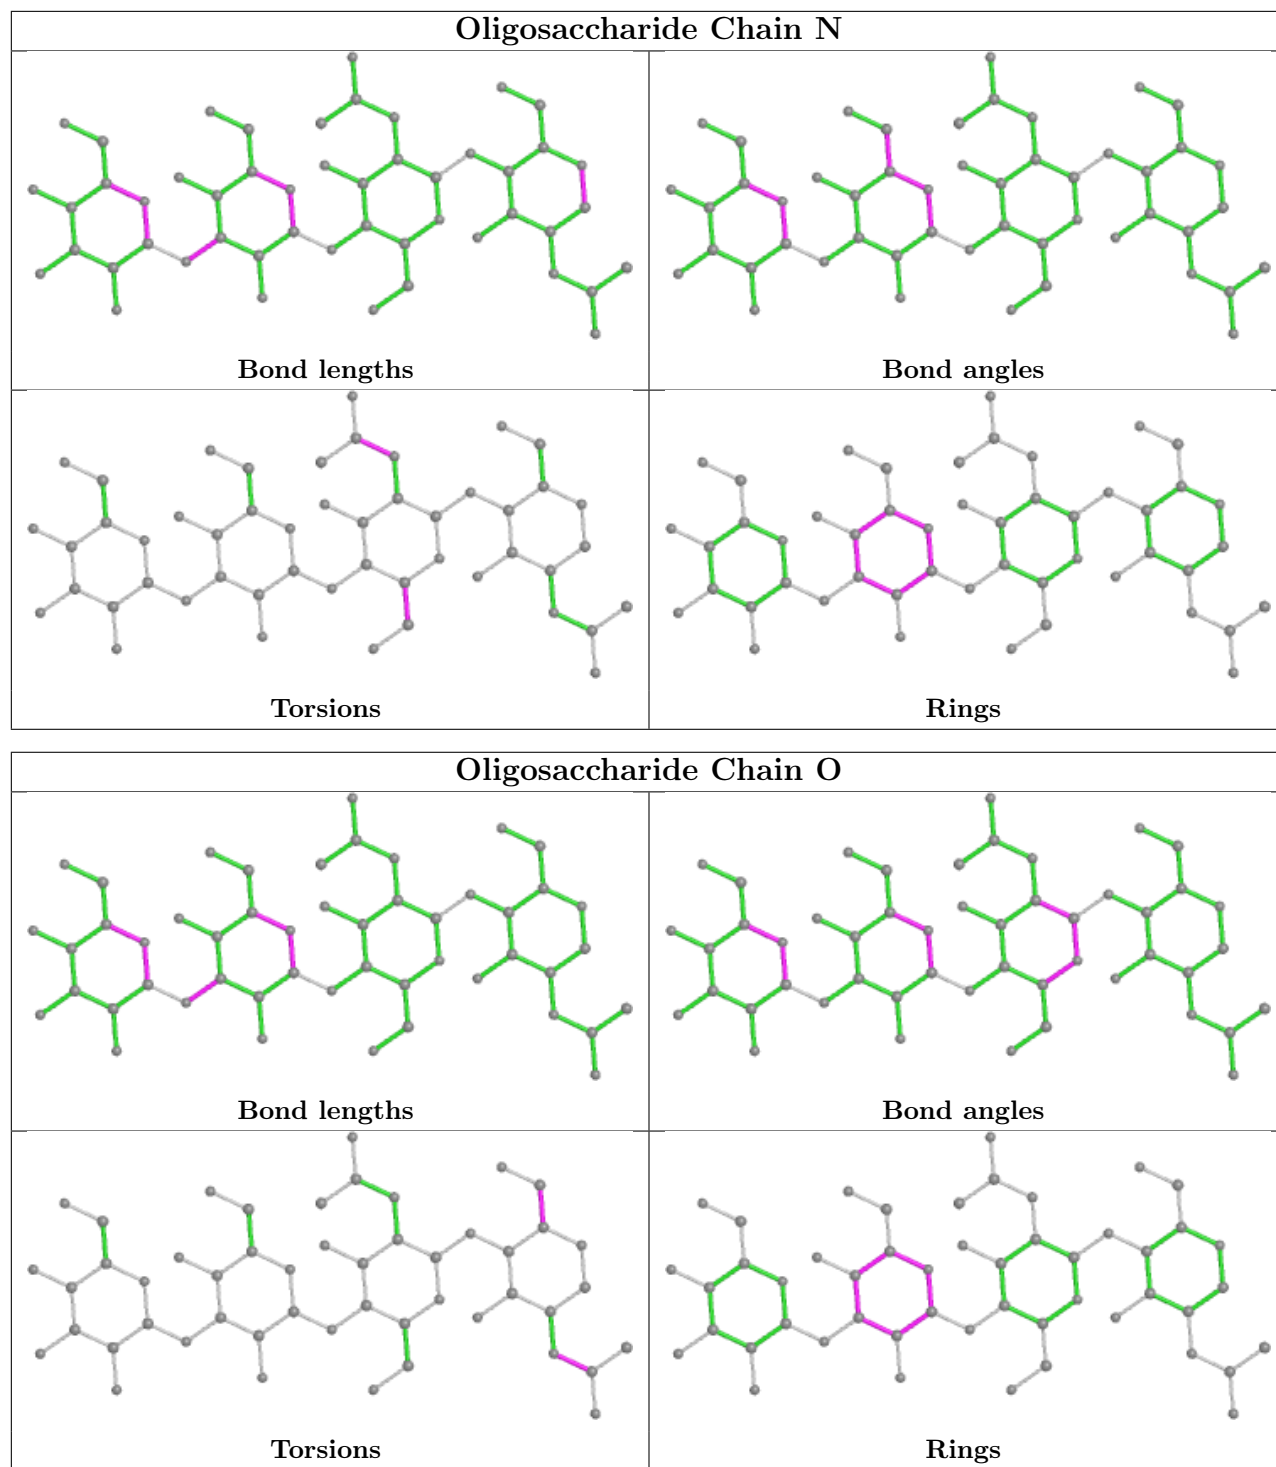 Oligosaccharide Chain N
Bond lengths
Bond angles
Torsions
Rings
Oligosaccharide Chain O
Bond lengths
Bond angles
Torsions
Rings